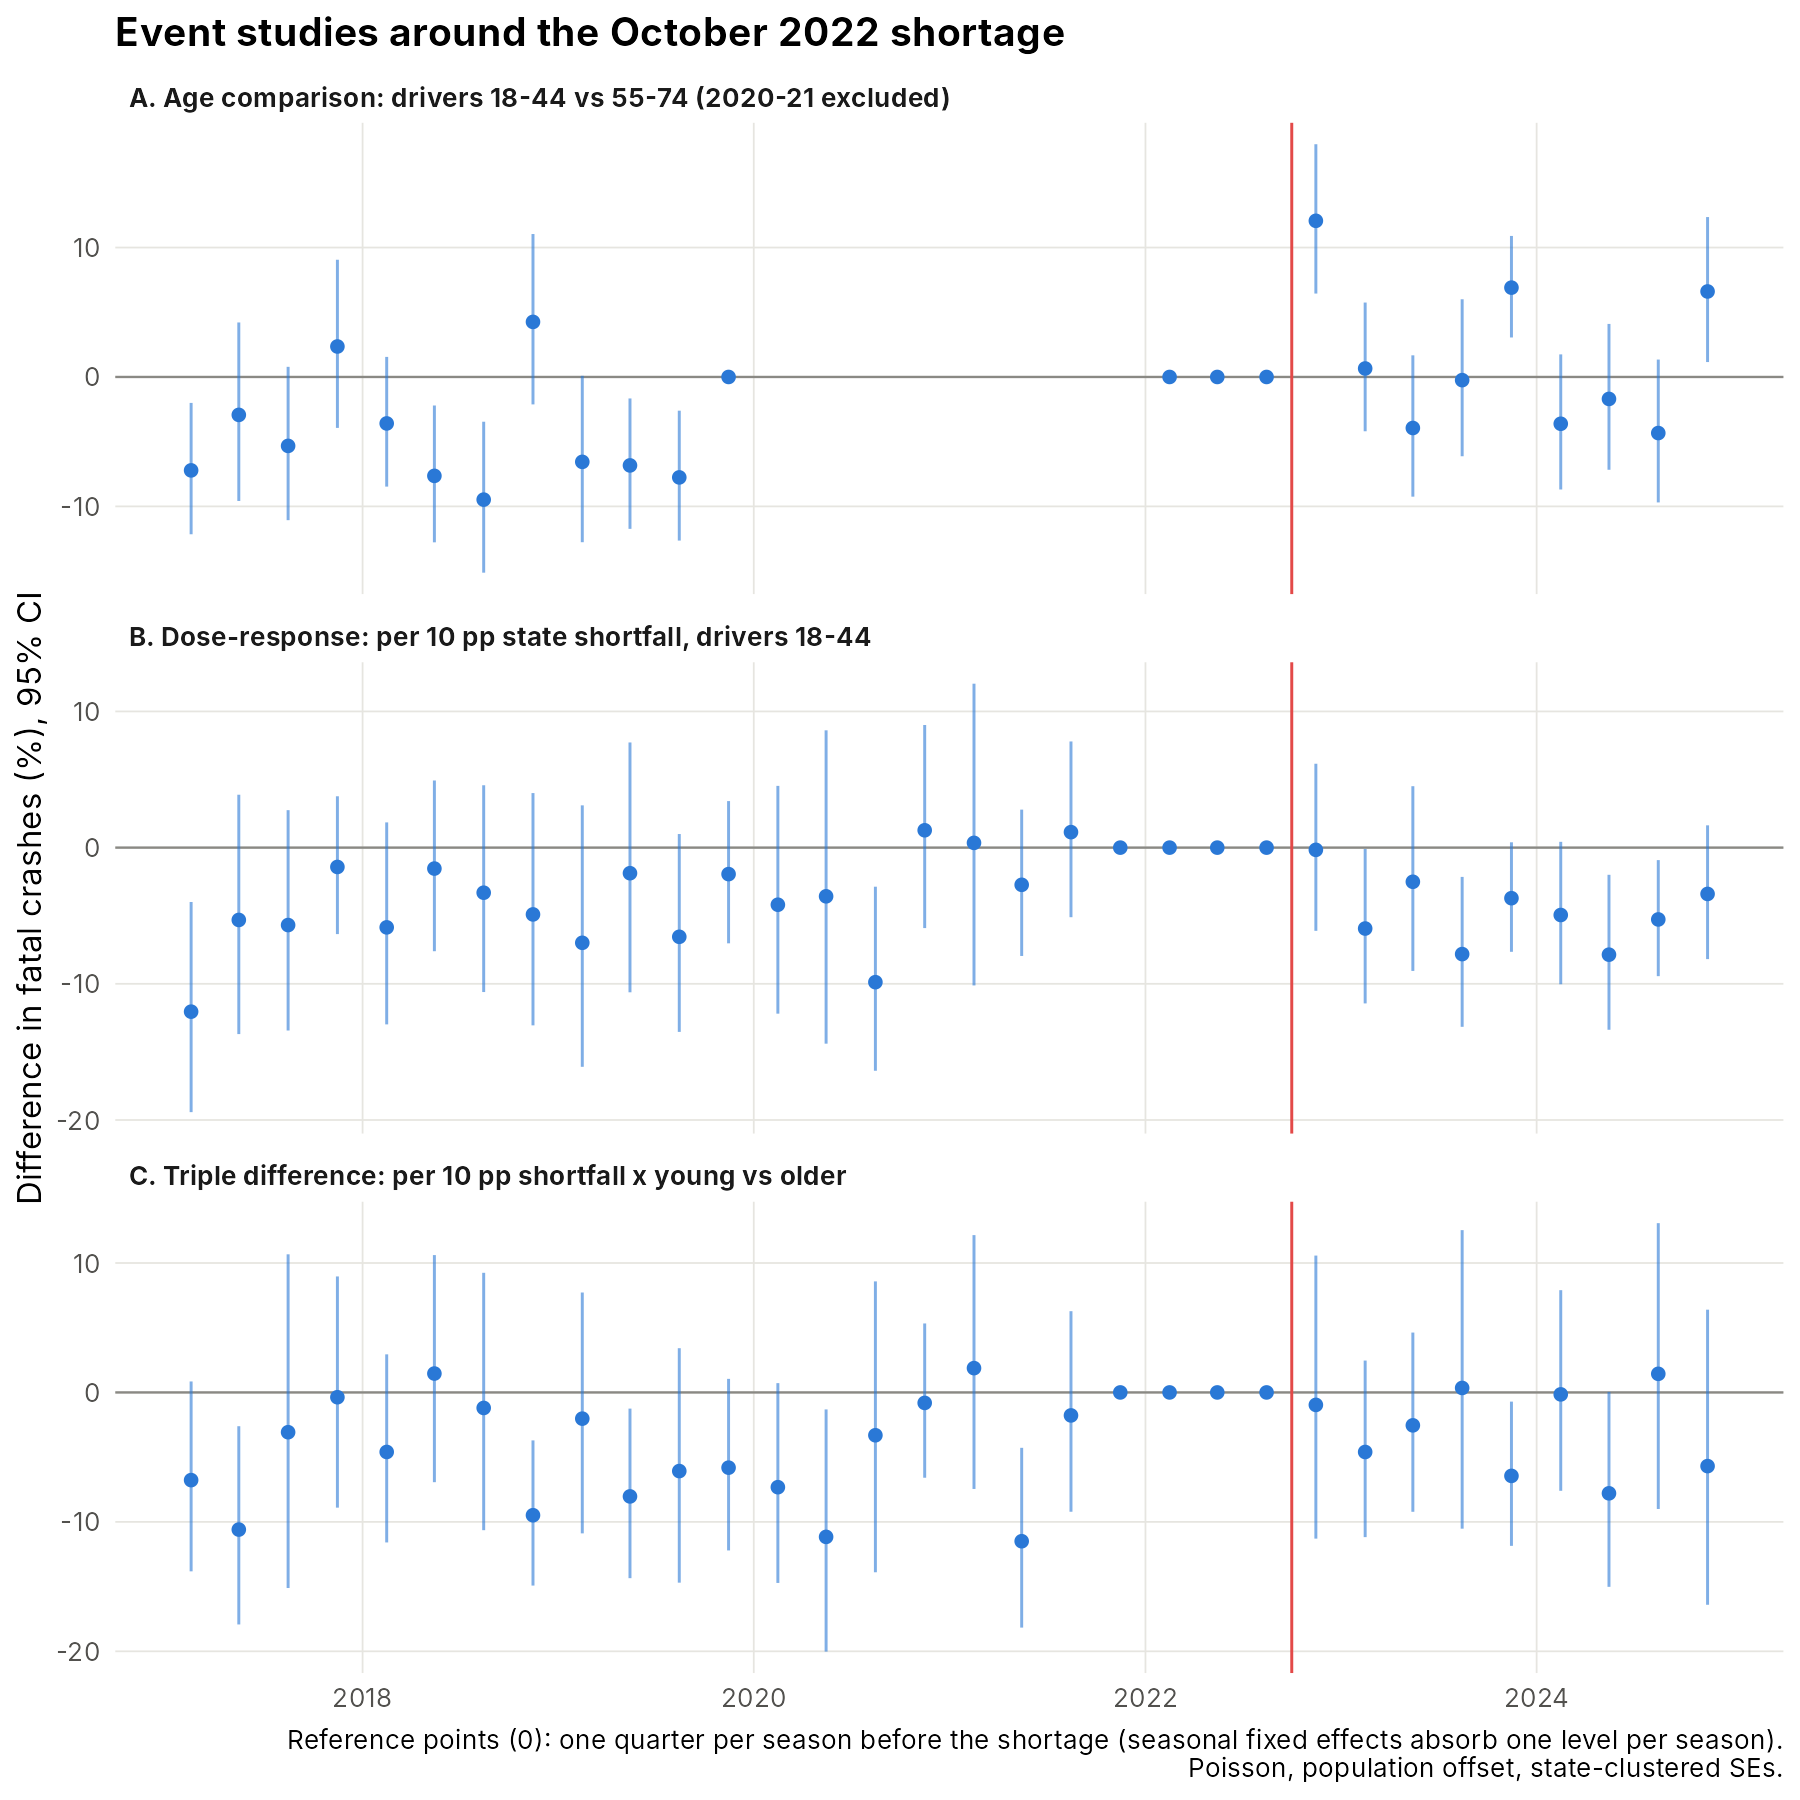 Event studies around the October 2022 shortage
A. Age comparison: drivers 18-44 vs 55-74 (2020-21 excluded)
10
0
-10
B. Dose-response: per 10 pp state shortfall, drivers 18-44
10
0
-10
-20
C. Triple difference: per 10 pp shortfall x young vs older
10
0
-10
-20
Difference in fatal crashes (%), 95% CI
2018 2020 2022 2024
Reference points (0): one quarter per season before the shortage (seasonal fixed effects absorb one level per season).
Poisson, population offset, state-clustered SEs.